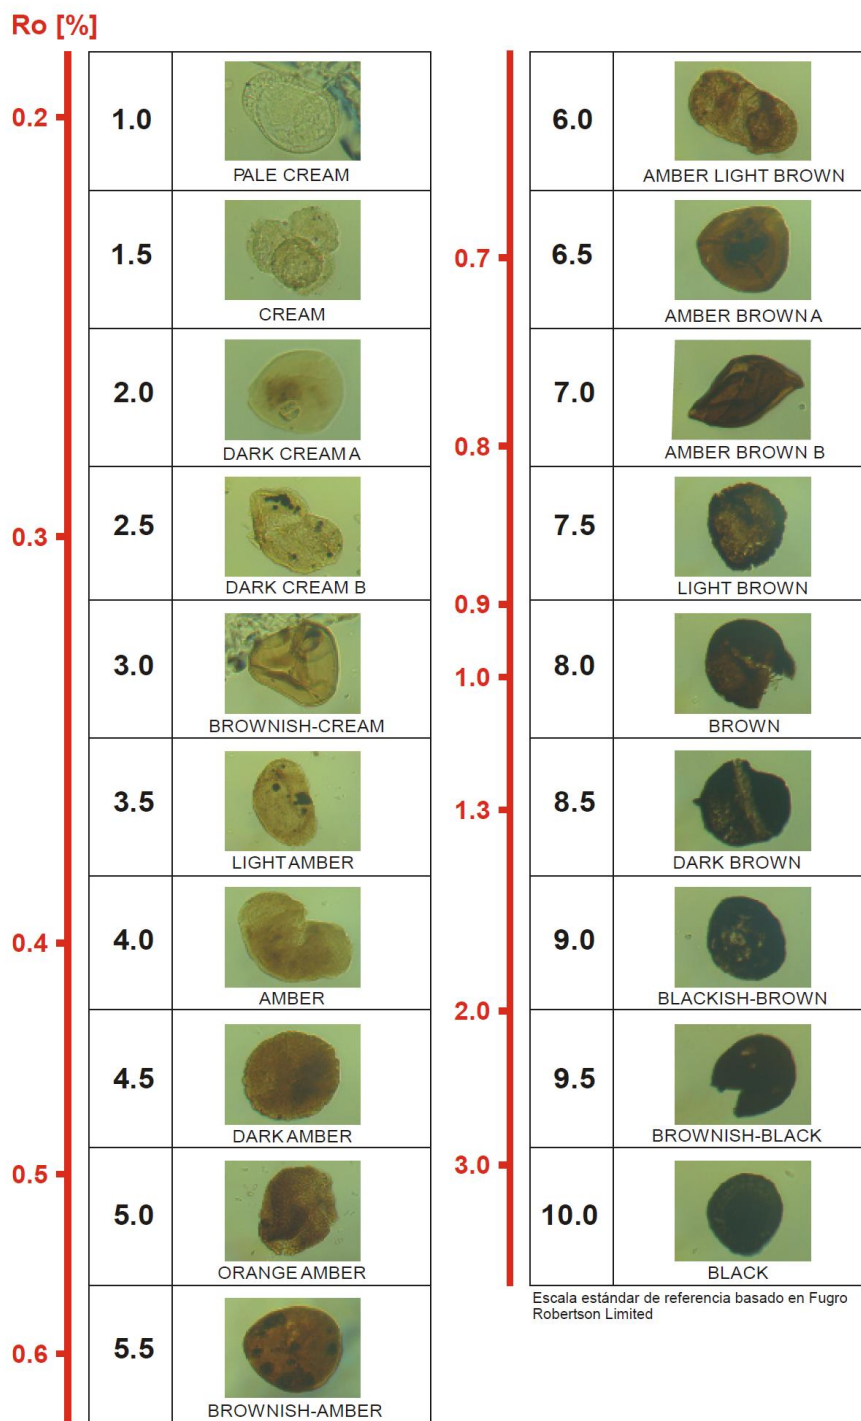 Ro [%]
0.2
1.0
PALE CREAM
1.5
CREAM
2.0
DARK CREAM A
0.3
2.5
DARK CREAM B
3.0
BROWNISH-CREAM
3.5
LIGHT AMBER
0.4
4.0
AMBER
4.5
DARK AMBER
0.5
5.0
ORANGE AMBER
0.6
5.5
BROWNISH-AMBER
6.0
AMBER LIGHT BROWN
0.7
6.5
AMBER BROWN A
7.0
0.8
AMBER BROWN B
7.5
LIGHT BROWN
0.9
8.0
1.0
BROWN
8.5
1.3
DARK BROWN
9.0
BLACKISH-BROWN
2.0
9.5
BROWNISH-BLACK
3.0
10.0
BLACK
Escala estándar de referencia basado en Fugro
Robertson Limited